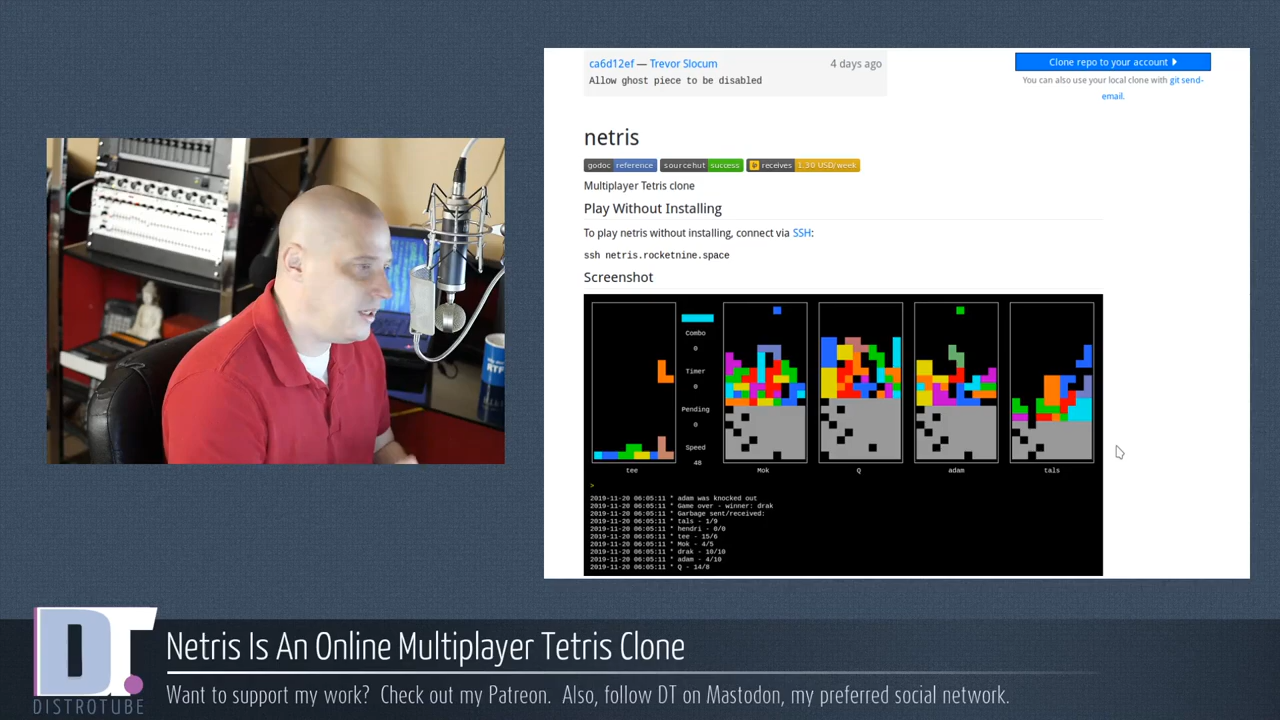 ca6d12ef — Trevor Slocum 4 days ago
Allow ghost piece to be disabled
Clone repo to your account
You can also use your local clone with git send-
email.
netris
godoc reference sourcehut success receives 1.30 USD/week
Multiplayer Tetris clone
Play Without Installing
To play netris without installing, connect via SSH:
ssh netris.rocketnine.space
Screenshot
Combo
0
Timer
0
Pending
0
Speed
48
tee Mok Q adam tals
>
2019-11-20 06:05:11 * adam was knocked out
2019-11-20 06:05:11 * Game over - winner: drak
2019-11-20 06:05:11 * Garbage sent/received:
2019-11-20 06:05:11 * tals - 1/9
2019-11-20 06:05:11 * hendri - 0/0
2019-11-20 06:05:11 * tee - 15/6
2019-11-20 06:05:11 * Mok - 4/5
2019-11-20 06:05:11 * drak - 10/10
2019-11-20 06:05:11 * adam - 4/10
2019-11-20 06:05:11 * Q - 14/8
DT
DISTROTUBE
Netris Is An Online Multiplayer Tetris Clone
Want to support my work? Check out my Patreon. Also, follow DT on Mastodon, my preferred social network.